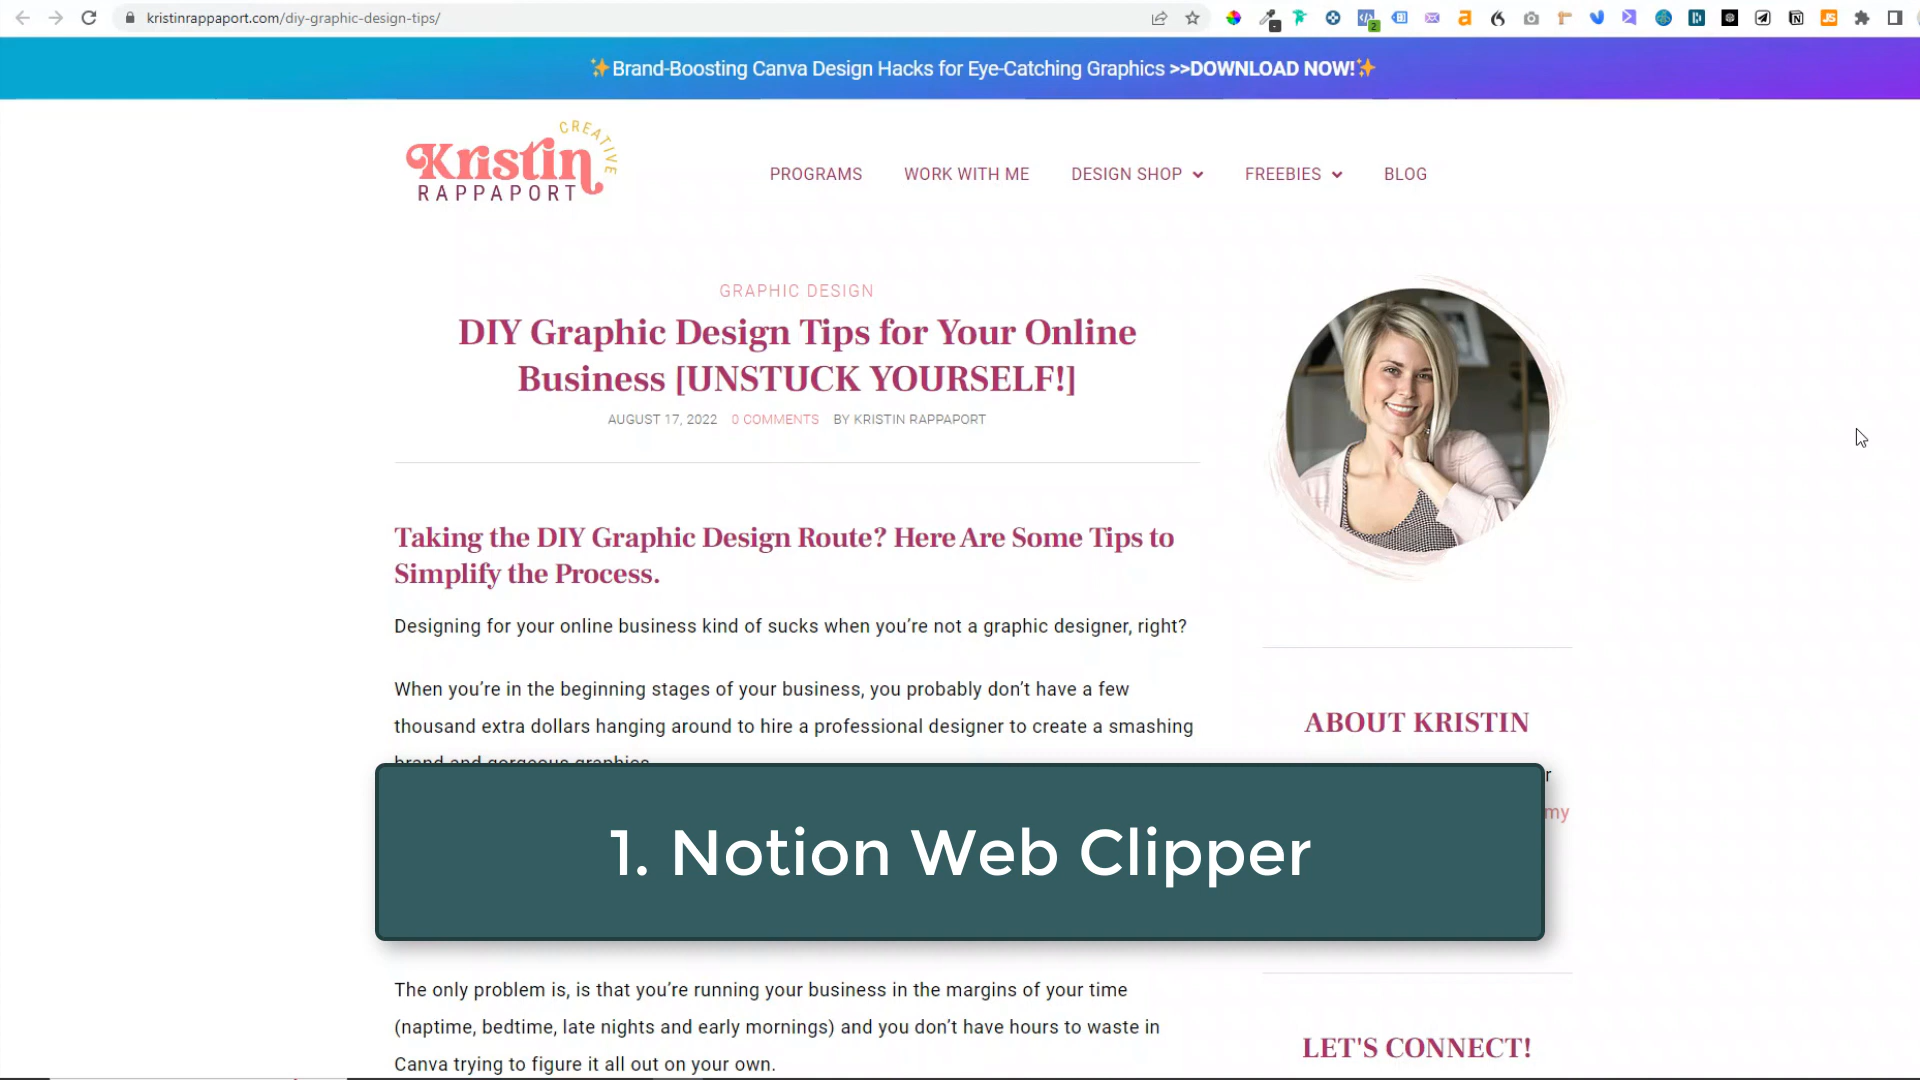 kristinrappaport.com/diy-graphic-design-tips/
2
✨Brand-Boosting Canva Design Hacks for Eye-Catching Graphics >>DOWNLOAD NOW!✨
CREATIVE
Kristin
RAPPAPORT
PROGRAMS
WORK WITH ME
DESIGN SHOP
FREEBIES
BLOG
GRAPHIC DESIGN
DIY Graphic Design Tips for Your Online
Business [UNSTUCK YOURSELF!]
AUGUST 17, 2022 0 COMMENTS BY KRISTIN RAPPAPORT
Taking the DIY Graphic Design Route? Here Are Some Tips to
Simplify the Process.
Designing for your online business kind of sucks when you’re not a graphic designer, right?
When you’re in the beginning stages of your business, you probably don’t have a few
thousand extra dollars hanging around to hire a professional designer to create a smashing
brand and gorgeous graphics.
ABOUT KRISTIN
my
1. Notion Web Clipper
The only problem is, is that you’re running your business in the margins of your time
(naptime, bedtime, late nights and early mornings) and you don’t have hours to waste in
Canva trying to figure it all out on your own.
LET'S CONNECT!